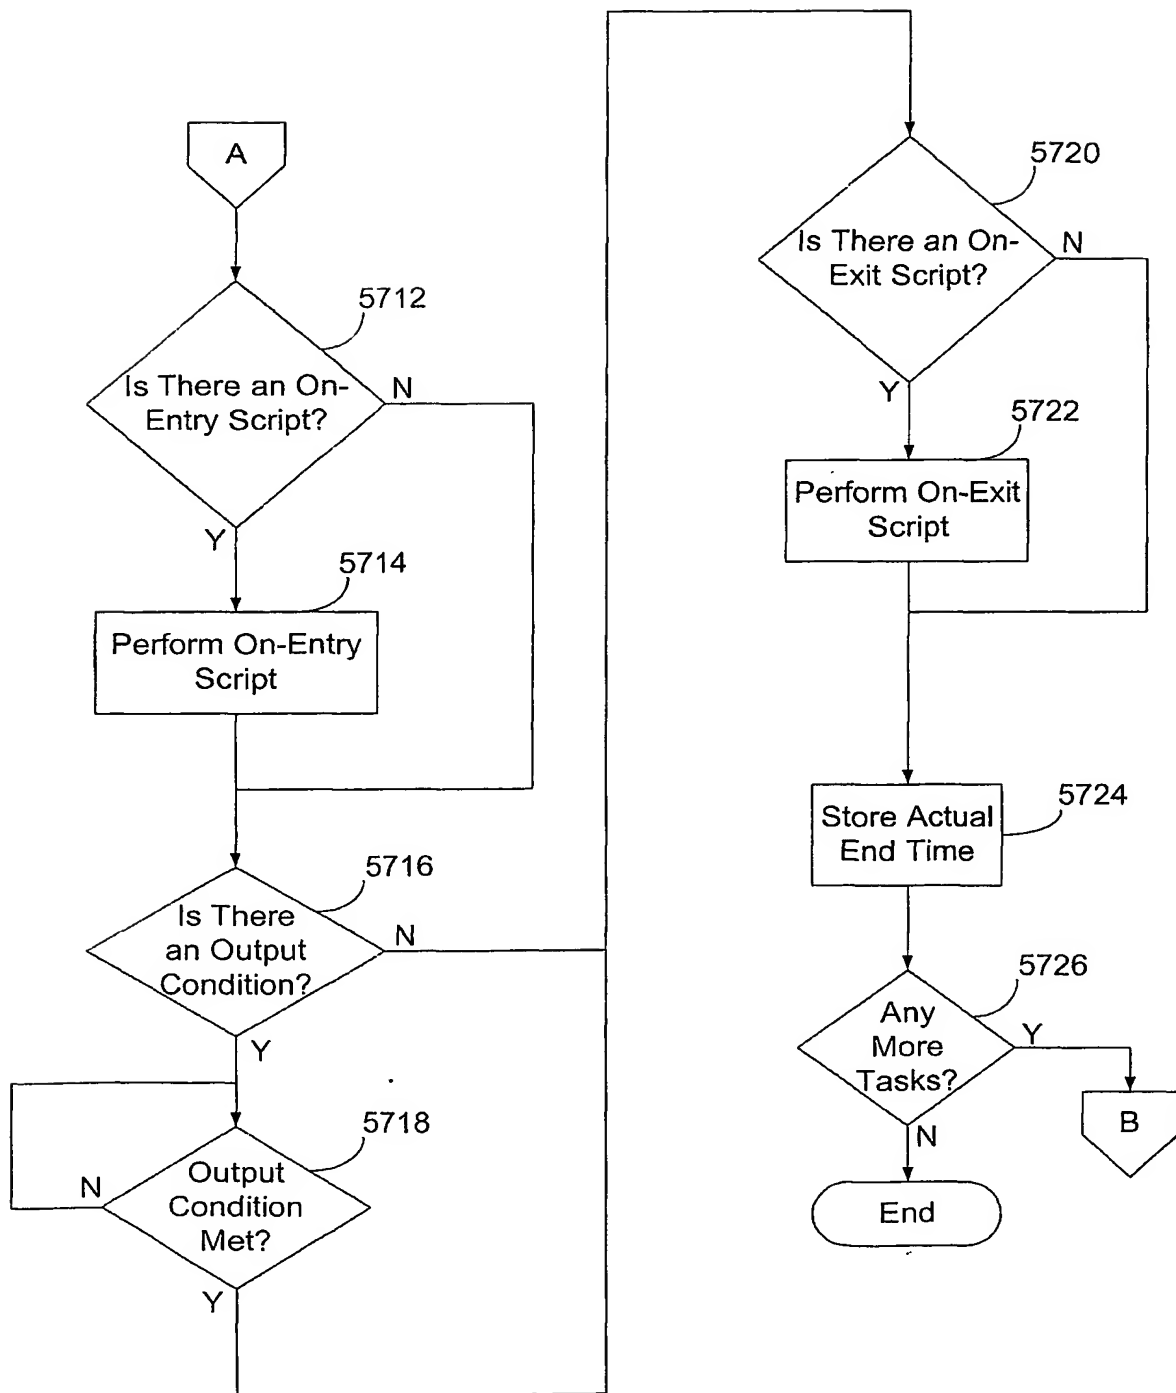 A
5712
Is There an On-
Entry Script?
N
Y
5714
Perform On-Entry
Script
5716
Is There
an Output
Condition?
N
Y
5718
Output
Condition
Met?
N
Y
5720
Is There an On-
Exit Script?
N
Y
5722
Perform On-Exit
Script
5724
Store Actual
End Time
5726
Any
More
Tasks?
Y
N
B
End